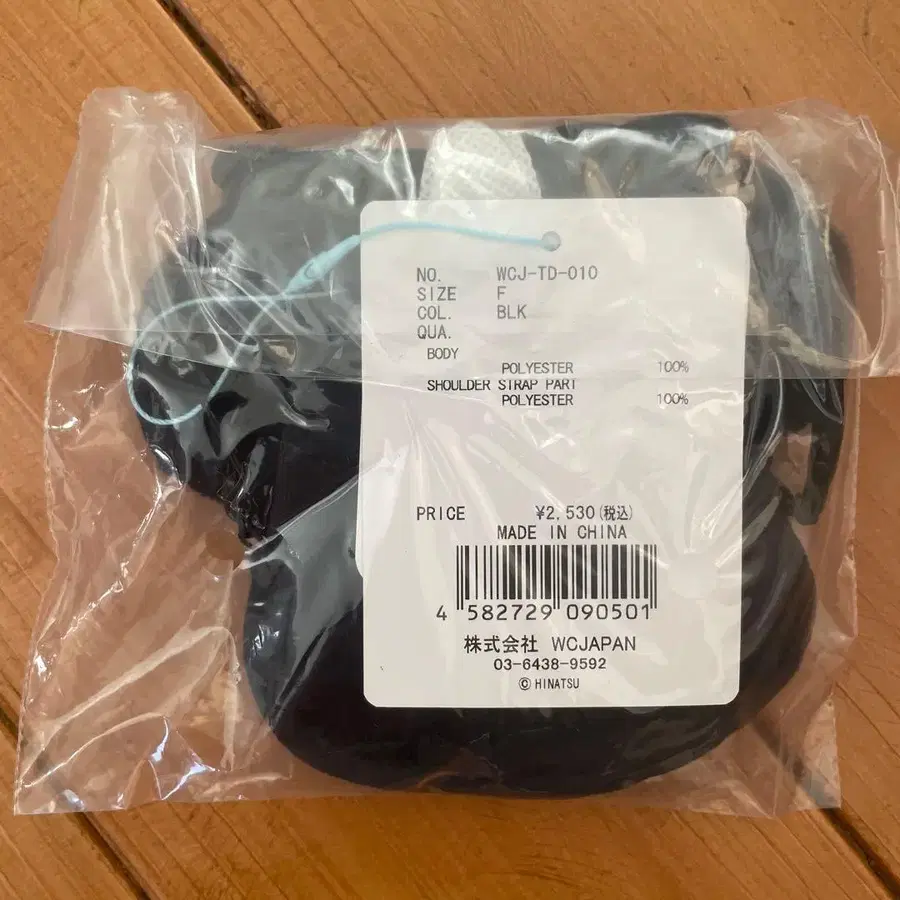 NO. WCJ-TD-010
SIZE F
COL. BLK
QUA.
BODY
POLYESTER 100%
SHOULDER STRAP PART
POLYESTER 100%
PRICE ¥2,530(税込)
MADE IN CHINA
4 582729 090501
株式会社 WCJAPAN
03-6438-9592
© HINATSU